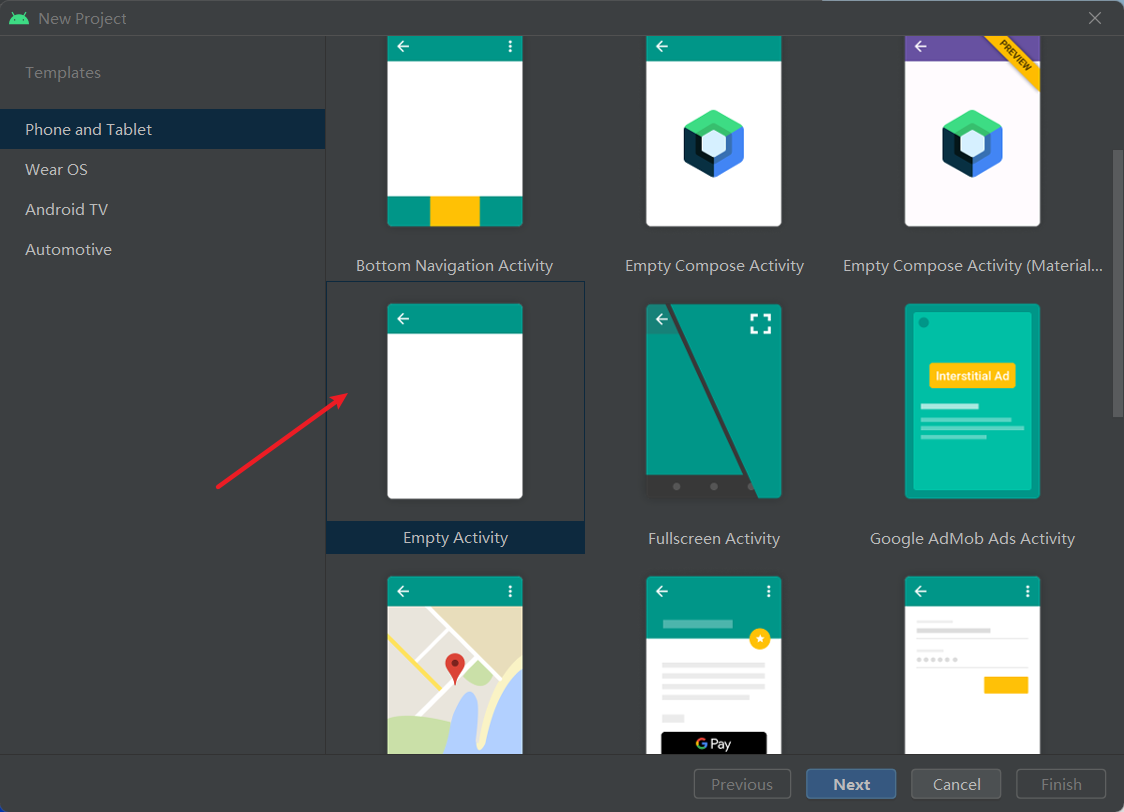 New Project
Templates
Phone and Tablet
Wear OS
Android TV
Automotive
PREVIEW
Bottom Navigation Activity
Empty Compose Activity
Empty Compose Activity (Material...
Interstitial Ad
Empty Activity
Fullscreen Activity
Google AdMob Ads Activity
G Pay
Previous
Next
Cancel
Finish